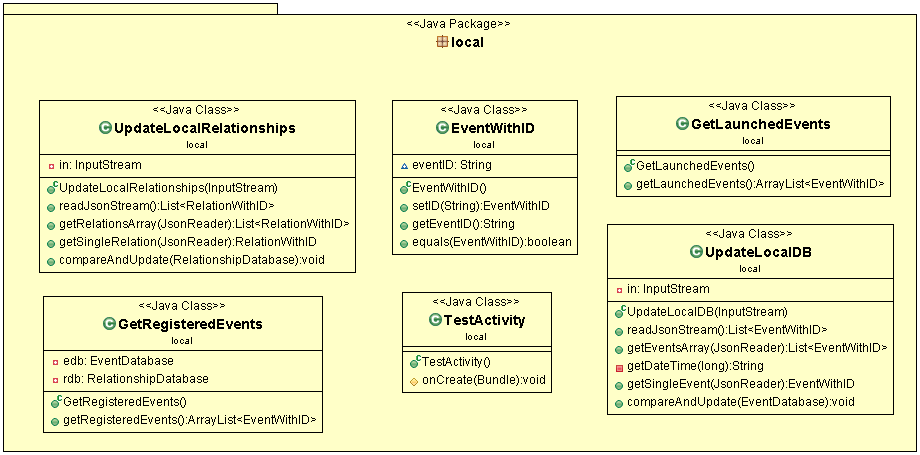 <<Java Package>>
local
<<Java Class>>
UpdateLocalRelationships
local
in: InputStream
UpdateLocalRelationships(InputStream)
readJsonStream():List<RelationWithID>
getRelationsArray(JsonReader):List<RelationWithID>
getSingleRelation(JsonReader):RelationWithID
compareAndUpdate(RelationshipDatabase):void
<<Java Class>>
EventWithID
local
eventID: String
EventWithID()
setID(String):EventWithID
getEventID():String
equals(EventWithID):boolean
<<Java Class>>
GetLaunchedEvents
local
GetLaunchedEvents()
getLaunchedEvents():ArrayList<EventWithID>
<<Java Class>>
GetRegisteredEvents
local
edb: EventDatabase
rdb: RelationshipDatabase
GetRegisteredEvents()
getRegisteredEvents():ArrayList<EventWithID>
<<Java Class>>
TestActivity
local
TestActivity()
onCreate(Bundle):void
<<Java Class>>
UpdateLocalDB
local
in: InputStream
UpdateLocalDB(InputStream)
readJsonStream():List<EventWithID>
getEventsArray(JsonReader):List<EventWithID>
getDateTime(long):String
getSingleEvent(JsonReader):EventWithID
compareAndUpdate(EventDatabase):void